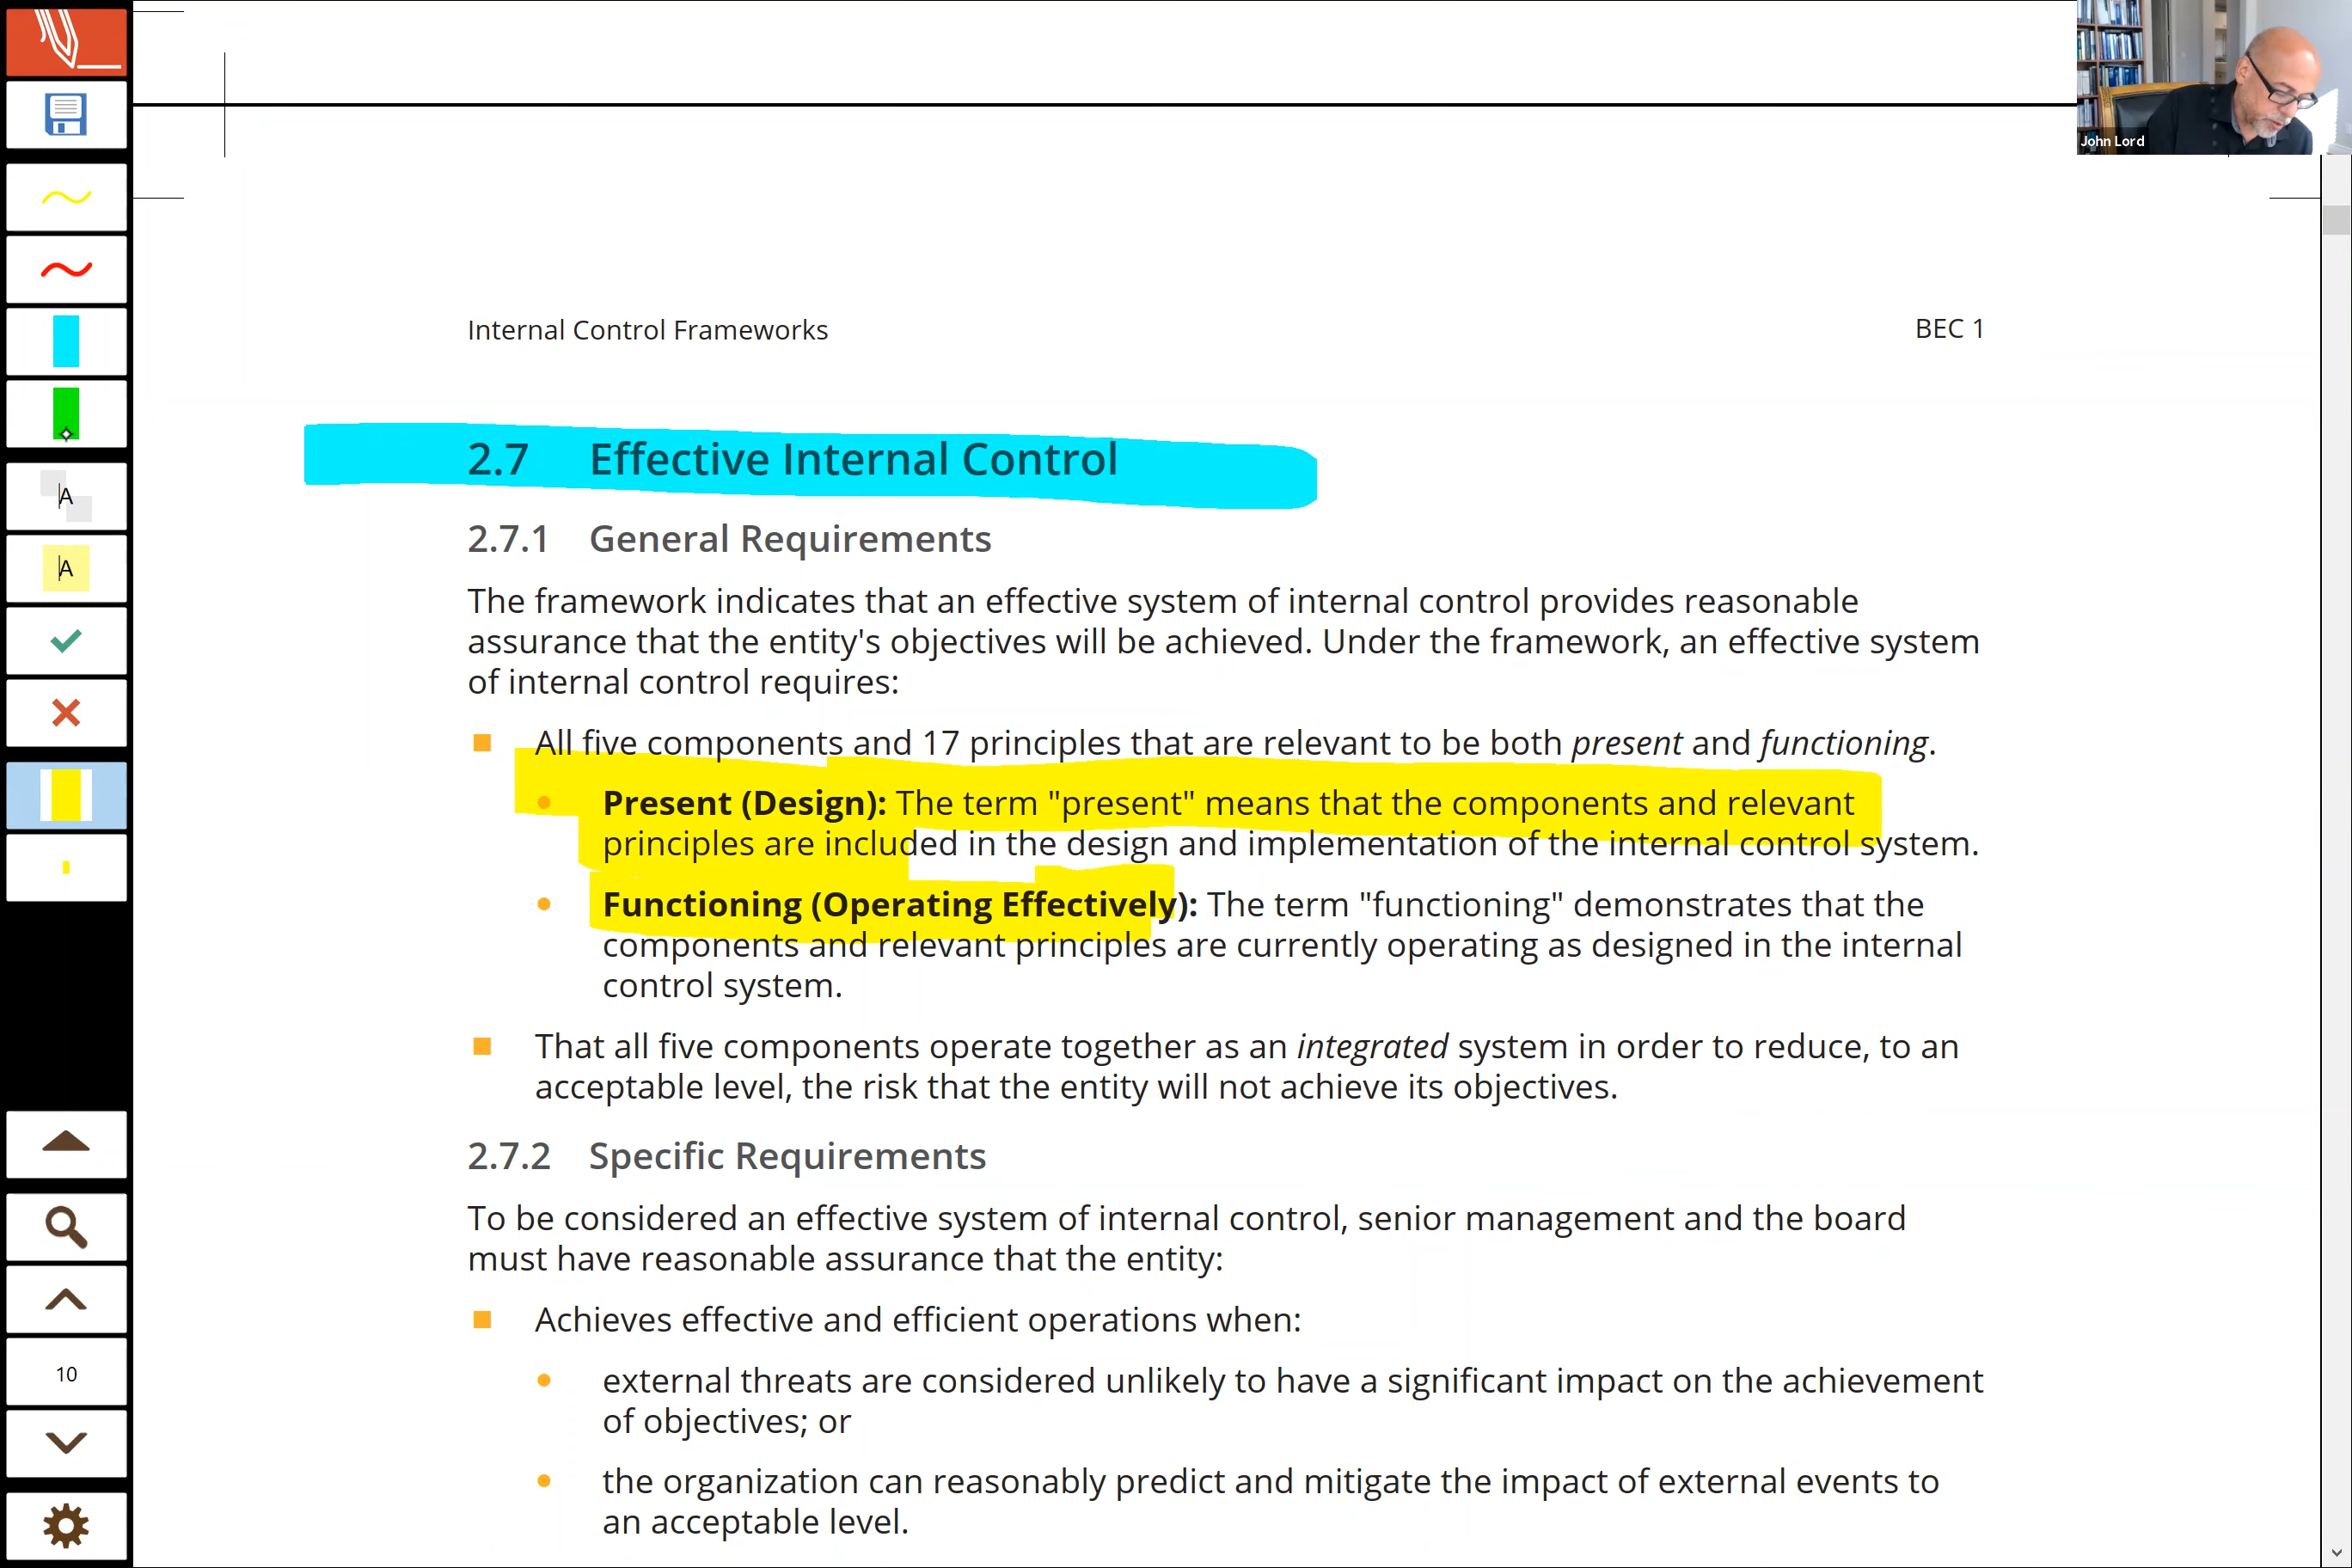 John Lord
Internal Control Frameworks
BEC 1
2.7 Effective Internal Control
2.7.1 General Requirements
The framework indicates that an effective system of internal control provides reasonable
assurance that the entity's objectives will be achieved. Under the framework, an effective system
of internal control requires:
All five components and 17 principles that are relevant to be both present and functioning.
Present (Design): The term "present" means that the components and relevant
principles are included in the design and implementation of the internal control system.
Functioning (Operating Effectively): The term "functioning" demonstrates that the
components and relevant principles are currently operating as designed in the internal
control system.
That all five components operate together as an integrated system in order to reduce, to an
acceptable level, the risk that the entity will not achieve its objectives.
2.7.2 Specific Requirements
To be considered an effective system of internal control, senior management and the board
must have reasonable assurance that the entity:
Achieves effective and efficient operations when:
external threats are considered unlikely to have a significant impact on the achievement
of objectives; or
the organization can reasonably predict and mitigate the impact of external events to
an acceptable level.
A
A
10